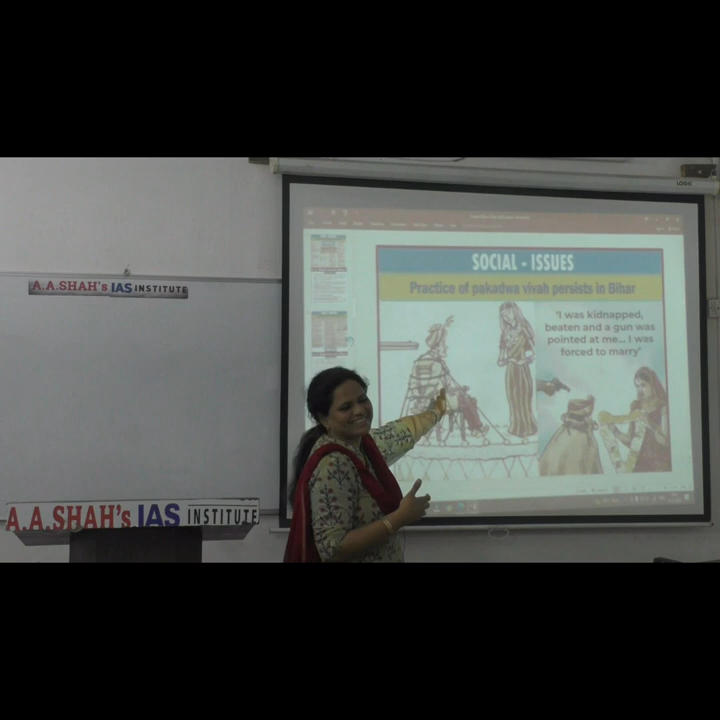 LOGIC
A.A.SHAH's IAS INSTITUTE
SOCIAL - ISSUES
Practice of pakadwa vivah persists in Bihar
"I was kidnapped,
beaten and a gun was
pointed at me... I was
forced to marry"
A.A.SHAH's IAS INSTITUTE